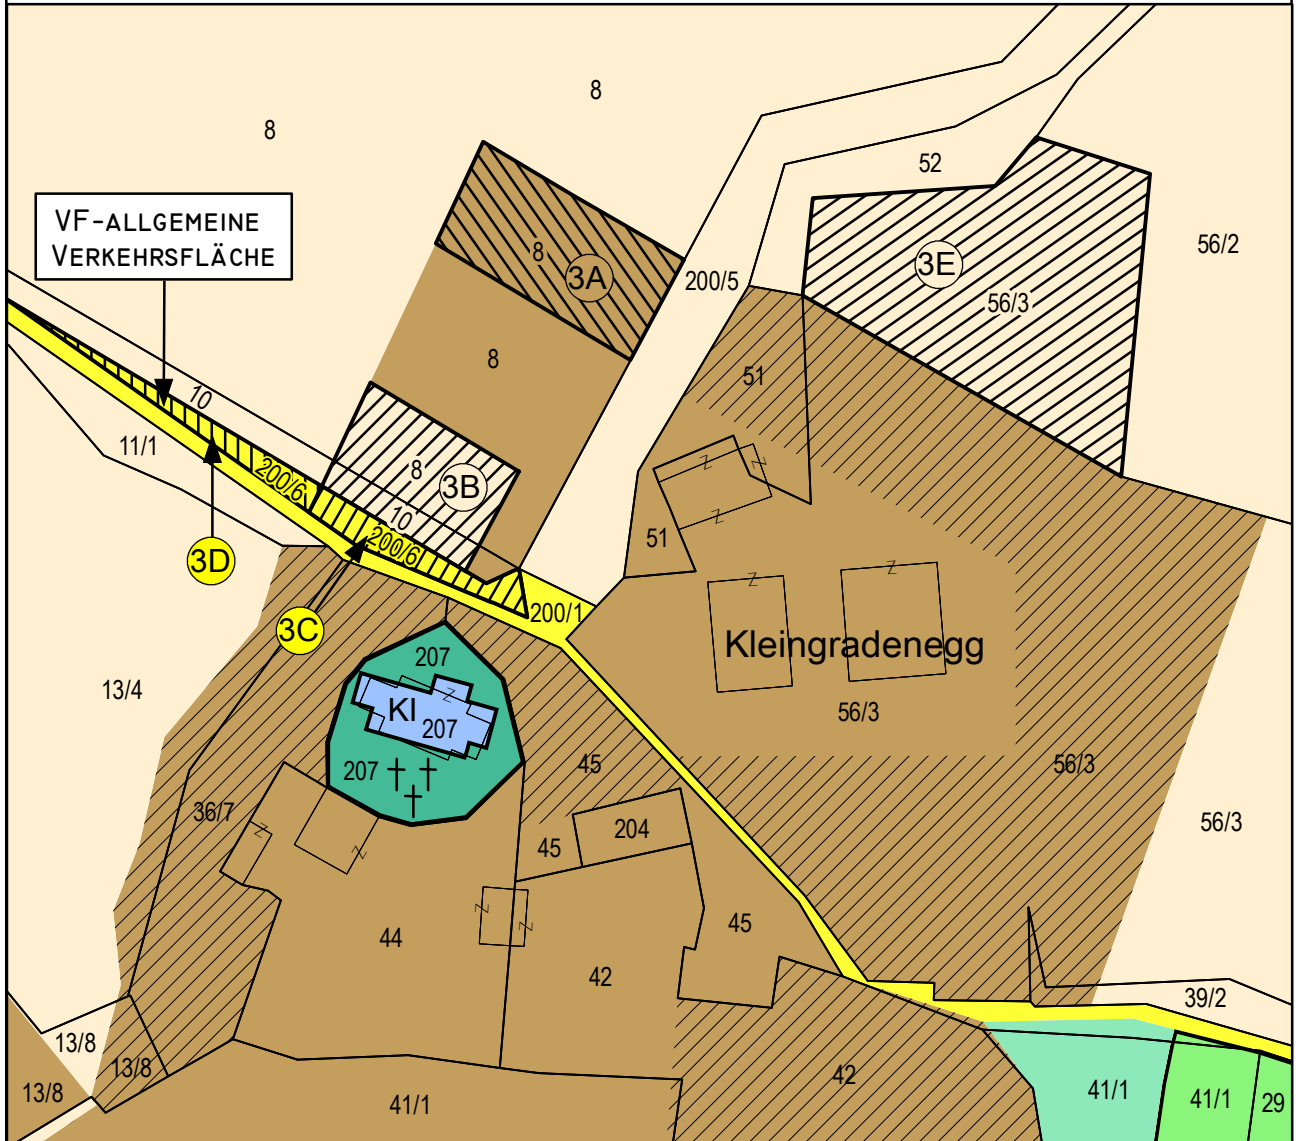 8
8
52
VF-ALLGEMEINE
VERKEHRSFLÄCHE
56/2
8
3A
3E
200/5
56/3
8
51
10
11/1
200/6
8
3B
10
200/6
51
3D
200/1
3C
Kleingradenegg
207
13/4
KI
207
56/3
207
45
56/3
36/7
45
204
56/3
45
44
42
39/2
13/8
13/8
13/8
42
41/1
41/1
41/1
29
Z
Z
Z
Z
Z
Z
Z
Z
Z
Z